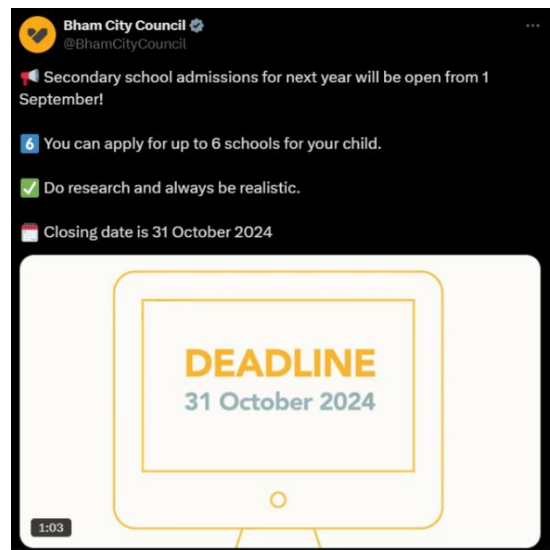 Bham City Council
@BhamCityCouncil
📢 Secondary school admissions for next year will be open from 1
September!
6️⃣ You can apply for up to 6 schools for your child.
✅ Do research and always be realistic.
🗓️ Closing date is 31 October 2024
DEADLINE
31 October 2024
1:03